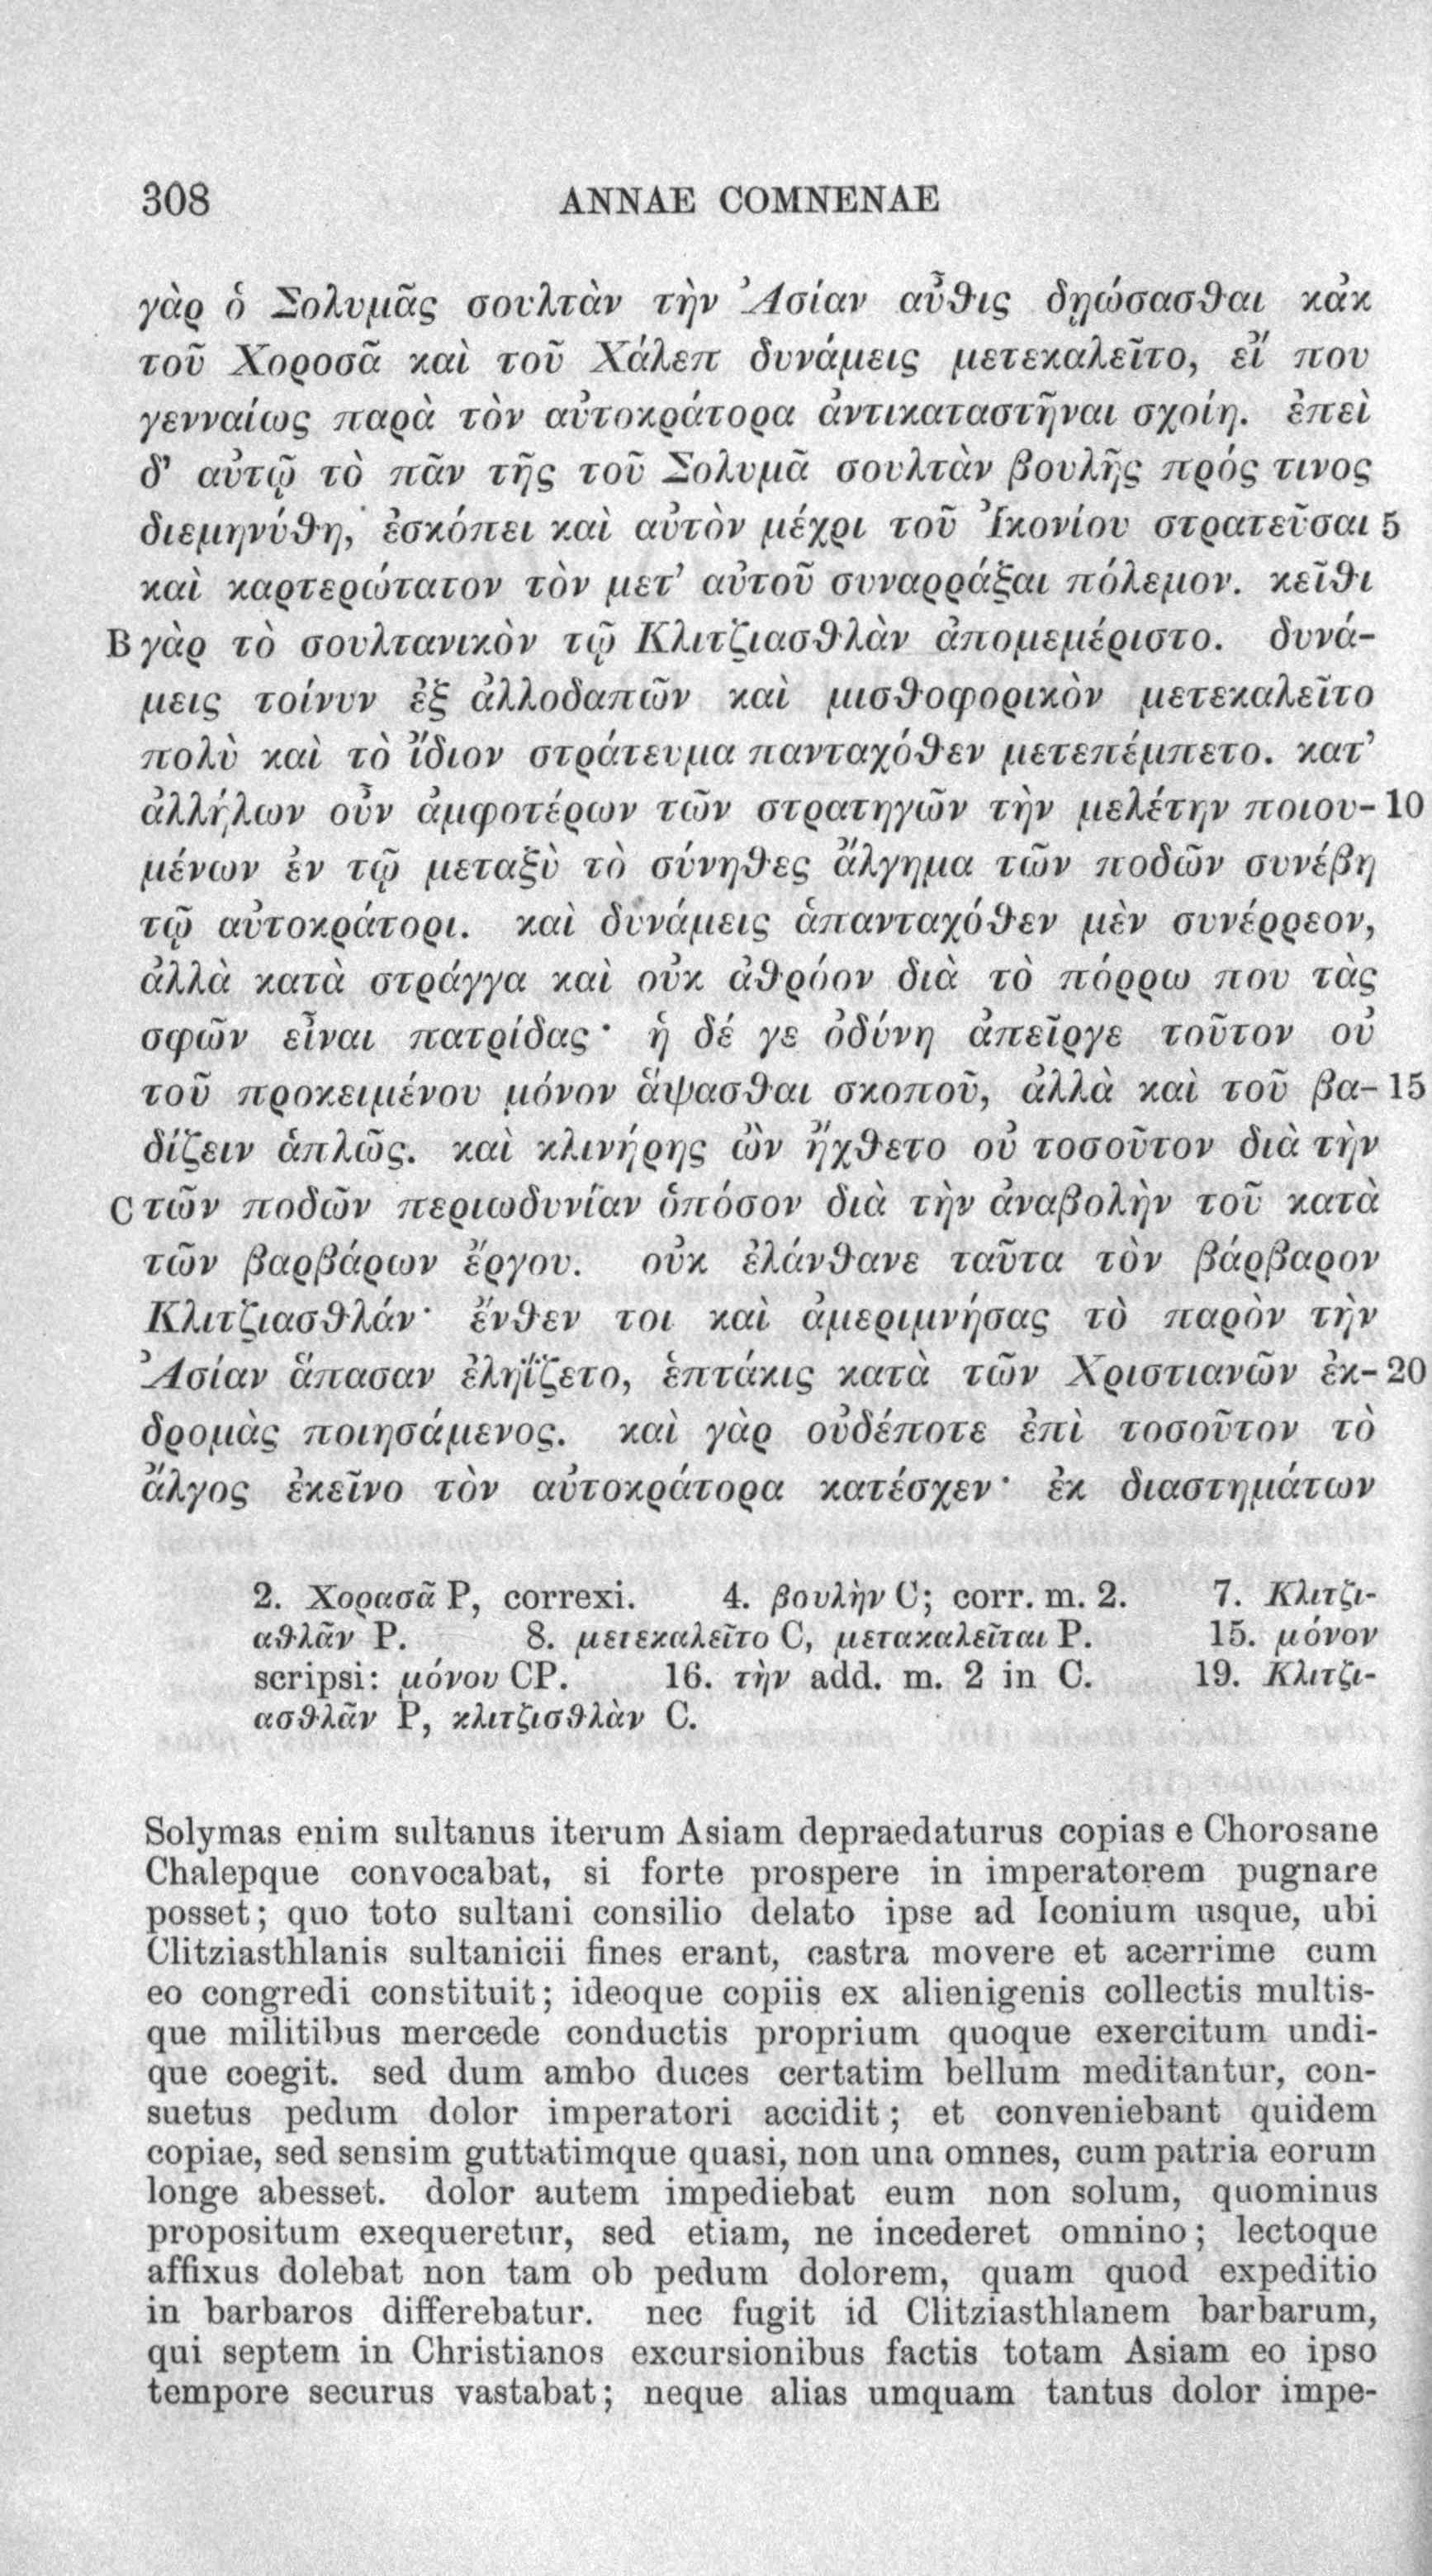 308 ANNAE COMNENAE
γὰρ ὁ Σολυμᾶς σουλτὰν τὴν Ἀσίαν αὖθις δῃώσασθαι κἀκ
τοῦ Χοροσᾶ καὶ τοῦ Χάλεπ δυνάμεις μετεκαλεῖτο, εἴ που
γενναίως παρὰ τὸν αὐτοκράτορα ἀντικαταστῆναι σχοίη. ἐπεὶ
δ' αὐτῷ τὸ πᾶν τῆς τοῦ Σολυμᾶ σουλτὰν βουλῆς πρός τινος
διεμηνύθη, ἐσκόπει καὶ αὐτὸν μέχρι τοῦ Ἰκονίου στρατεῦσαι 5
καὶ καρτερώτατον τὸν μετ' αὐτοῦ συναρράξαι πόλεμον. κεῖθι
B γὰρ τὸ σουλτανικὸν τῷ Κλιτζιασθλὰν ἀπομεμέριστο. δυνά-
μεις τοίνυν ἐξ ἀλλοδαπῶν καὶ μισθοφορικὸν μετεκαλεῖτο
πολὺ καὶ τὸ ἴδιον στράτευμα πανταχόθεν μετεπέμπετο. κατ'
ἀλλήλων οὖν ἀμφοτέρων τῶν στρατηγῶν τὴν μελέτην ποιου- 10
μένων ἐν τῷ μεταξὺ τὸ σύνηθες ἄλγημα τῶν ποδῶν συνέβη
τῷ αὐτοκράτορι. καὶ δυνάμεις ἁπανταχόθεν μὲν συνέρρεον,
ἀλλὰ κατὰ στράγγα καὶ οὐκ ἀθρόον διὰ τὸ πόρρω που τὰς
σφῶν εἶναι πατρίδας· ἡ δέ γε ὀδύνη ἀπεῖργε τοῦτον οὐ
τοῦ προκειμένου μόνον ἅψασθαι σκοποῦ, ἀλλὰ καὶ τοῦ βα- 15
δίζειν ἁπλῶς. καὶ κλινήρης ὢν ἤχθετο οὐ τοσοῦτον διὰ τὴν
C τῶν ποδῶν περιωδυνίαν ὁπόσον διὰ τὴν ἀναβολὴν τοῦ κατὰ
τῶν βαρβάρων ἔργου. οὐκ ἐλάνθανε ταῦτα τὸν βάρβαρον
Κλιτζιασθλάν· ἔνθεν τοι καὶ ἀμεριμνήσας τὸ παρὸν τὴν
Ἀσίαν ἅπασαν ἐληΐζετο, ἑπτάκις κατὰ τῶν Χριστιανῶν ἐκ- 20
δρομὰς ποιησάμενος. καὶ γὰρ οὐδέποτε ἐπὶ τοσοῦτον τὸ
ἄλγος ἐκεῖνο τὸν αὐτοκράτορα κατέσχεν· ἐκ διαστημάτων
2. Χορασᾶ P, correxi. 4. βουλὴν C; corr. m. 2. 7. Κλιτζι-
αθλᾶν P. 8. μετεκαλεῖτο C, μετακαλεῖται P. 15. μόνον
scripsi: μόνου CP. 16. τὴν add. m. 2 in C. 19. Κλιτζι-
ασθλᾶν P, κλιτζισθλὰν C.
Solymas enim sultanus iterum Asiam depraedaturus copias e Chorosane
Chalepque convocabat, si forte prospere in imperatorem pugnare
posset; quo toto sultani consilio delato ipse ad Iconium usque, ubi
Clitziasthlanis sultanicii fines erant, castra movere et acerrime cum
eo congredi constituit; ideoque copiis ex alienigenis collectis multis-
que militibus mercede conductis proprium quoque exercitum undi-
que coegit. sed dum ambo duces certatim bellum meditantur, con-
suetus pedum dolor imperatori accidit; et conveniebant quidem
copiae, sed sensim guttatimque quasi, non una omnes, cum patria eorum
longe abesset. dolor autem impediebat eum non solum, quominus
propositum exequeretur, sed etiam, ne incederet omnino; lectoque
affixus dolebat non tam ob pedum dolorem, quam quod expeditio
in barbaros differebatur. nec fugit id Clitziasthlanem barbarum,
qui septem in Christianos excursionibus factis totam Asiam eo ipso
tempore securus vastabat; neque alias umquam tantus dolor impe-